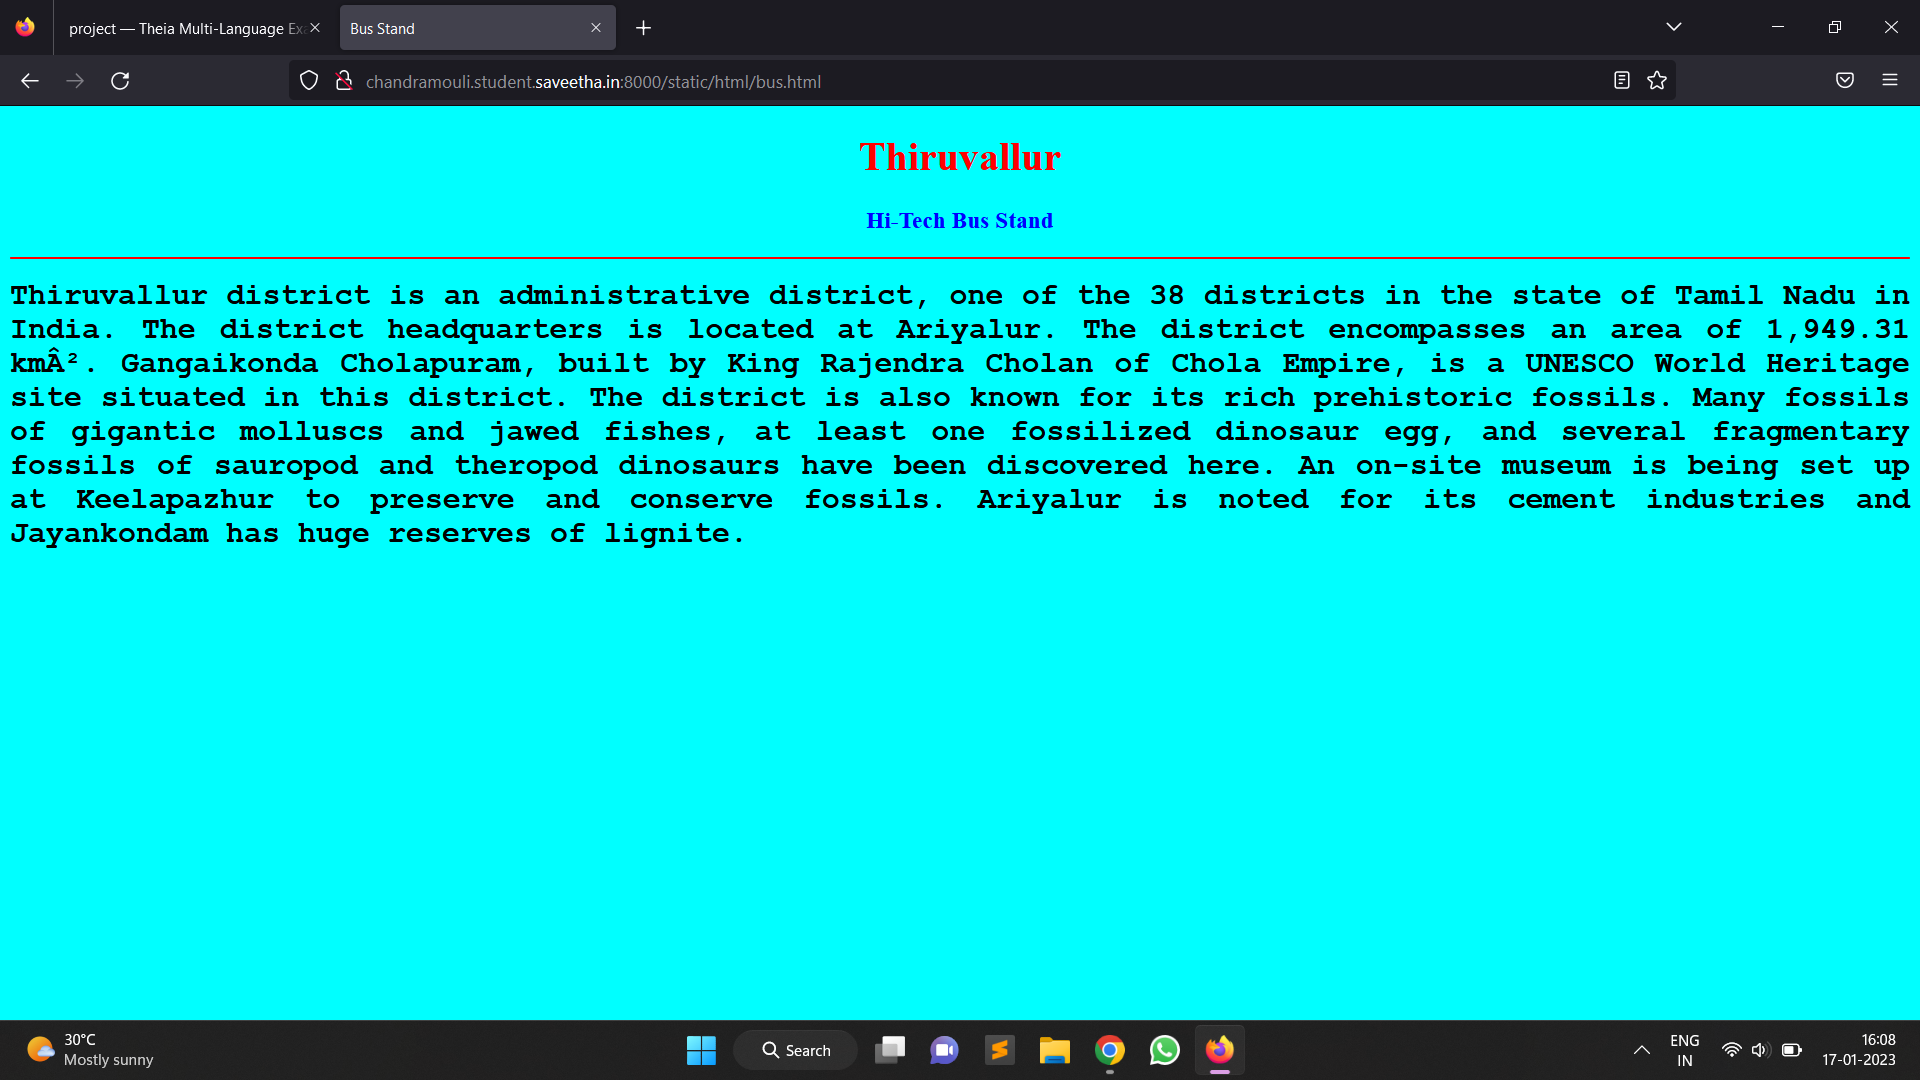 project — Theia Multi-Language Ex
Bus Stand
chandramouli.student.saveetha.in:8000/static/html/bus.html
Thiruvallur
Hi-Tech Bus Stand
Thiruvallur district is an administrative district, one of the 38 districts in the state of Tamil Nadu in
India. The district headquarters is located at Ariyalur. The district encompasses an area of 1,949.31
kmÂ². Gangaikonda Cholapuram, built by King Rajendra Cholan of Chola Empire, is a UNESCO World Heritage
site situated in this district. The district is also known for its rich prehistoric fossils. Many fossils
of gigantic molluscs and jawed fishes, at least one fossilized dinosaur egg, and several fragmentary
fossils of sauropod and theropod dinosaurs have been discovered here. An on-site museum is being set up
at Keelapazhur to preserve and conserve fossils. Ariyalur is noted for its cement industries and
Jayankondam has huge reserves of lignite.
30°C
Mostly sunny
Search
ENG
IN
16:08
17-01-2023